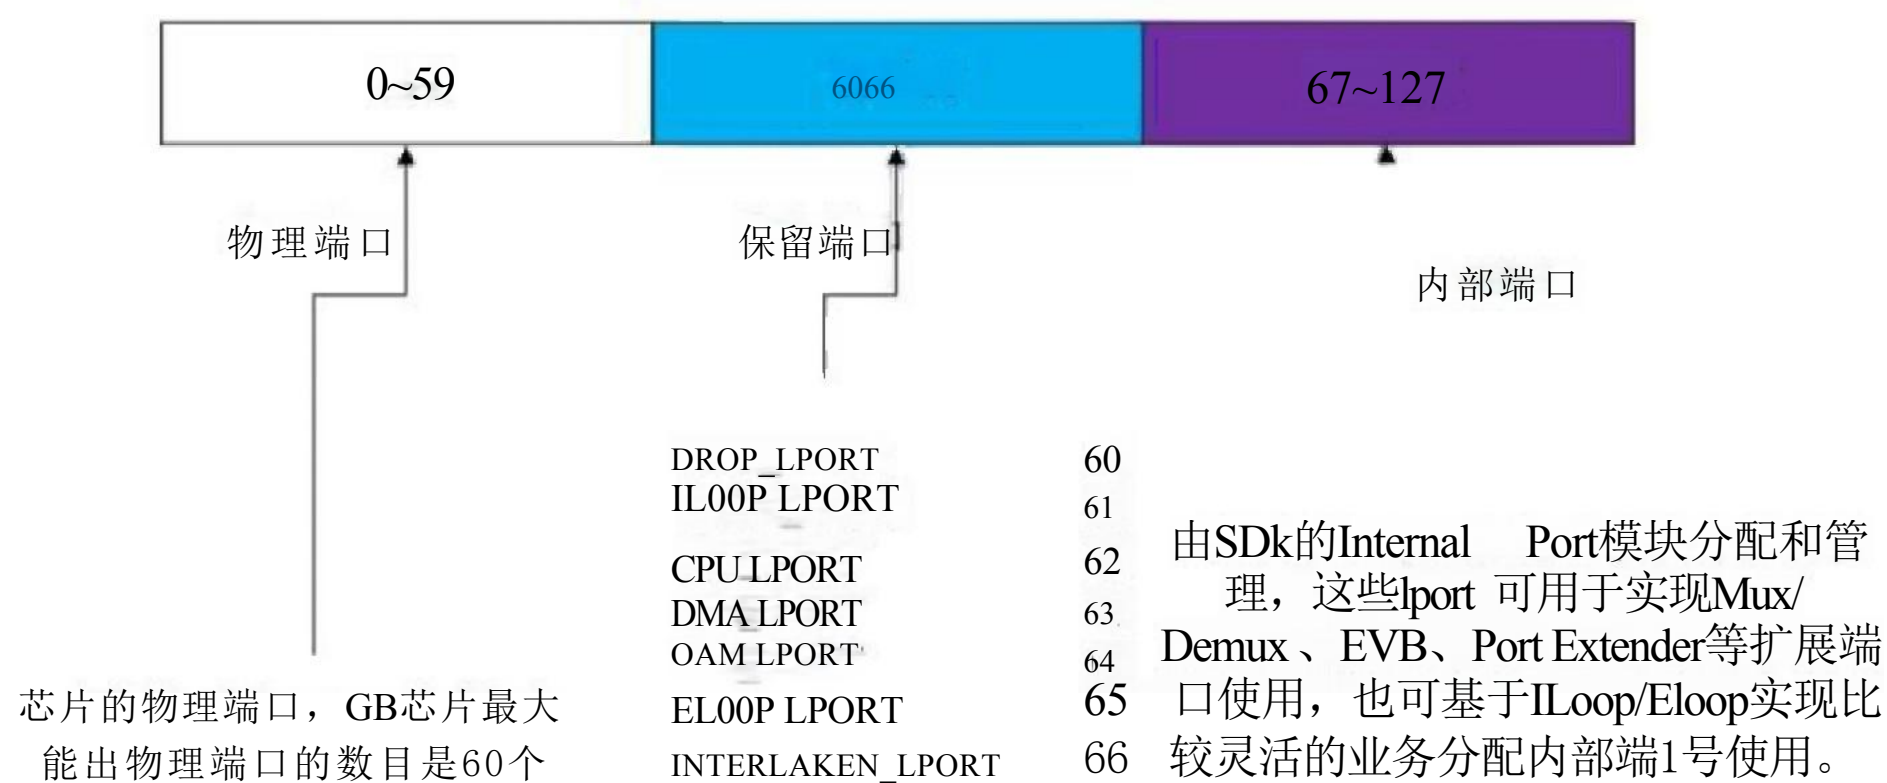 0~59
6066
67~127
物理端口
保留端口
内部端口
DROP_LPORT 60
IL00P LPORT 61
CPU LPORT 62
DMA LPORT 63
OAM LPORT 64
EL00P LPORT 65
INTERLAKEN_LPORT 66
芯片的物理端口，GB芯片最大
能出物理端口的数目是60个
由SDk的Internal Port模块分配和管
理，这些lport 可用于实现Mux/
Demux、EVB、Port Extender等扩展端
口使用，也可基于ILoop/Eloop实现比
较灵活的业务分配内部端1号使用。